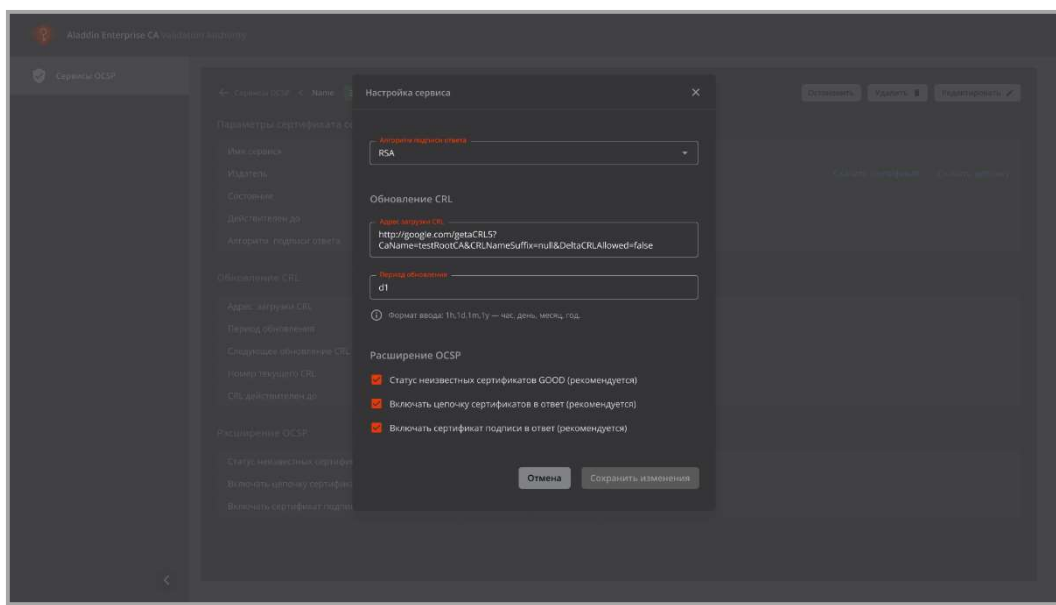 Aladdin Enterprise CA Validation Authority
Сервисы OCSP
Сервисы OCSP
Name
Остановить
Удалить
Редактировать
Параметры сертификата
Имя сервиса
Издатель
Состояние
Действителен до
Алгоритм подписи ответа
Обновление CRL
Адрес загрузки CRL
Период обновления
Следующее обновление CRL
Номер текущего CRL
CRL действителен до
Расширение OCSP
Статус неизвестных
Включать цепочку
Включать сертификат
Настройка сервиса
Алгоритм подписи ответа
RSA
Обновление CRL
Адрес загрузки CRL
http://google.com/getaCRLS?
CaName=testRootCA&CRLNameSuffix=null&DeltaCRLAllowed=false
Период обновления
d1
Формат ввода: 1h,1d,1m,1y — час, день, месяц, год.
Расширение OCSP
Статус неизвестных сертификатов GOOD (рекомендуется)
Включать цепочку сертификатов в ответ (рекомендуется)
Включать сертификат подписи в ответ (рекомендуется)
Отмена
Сохранить изменения